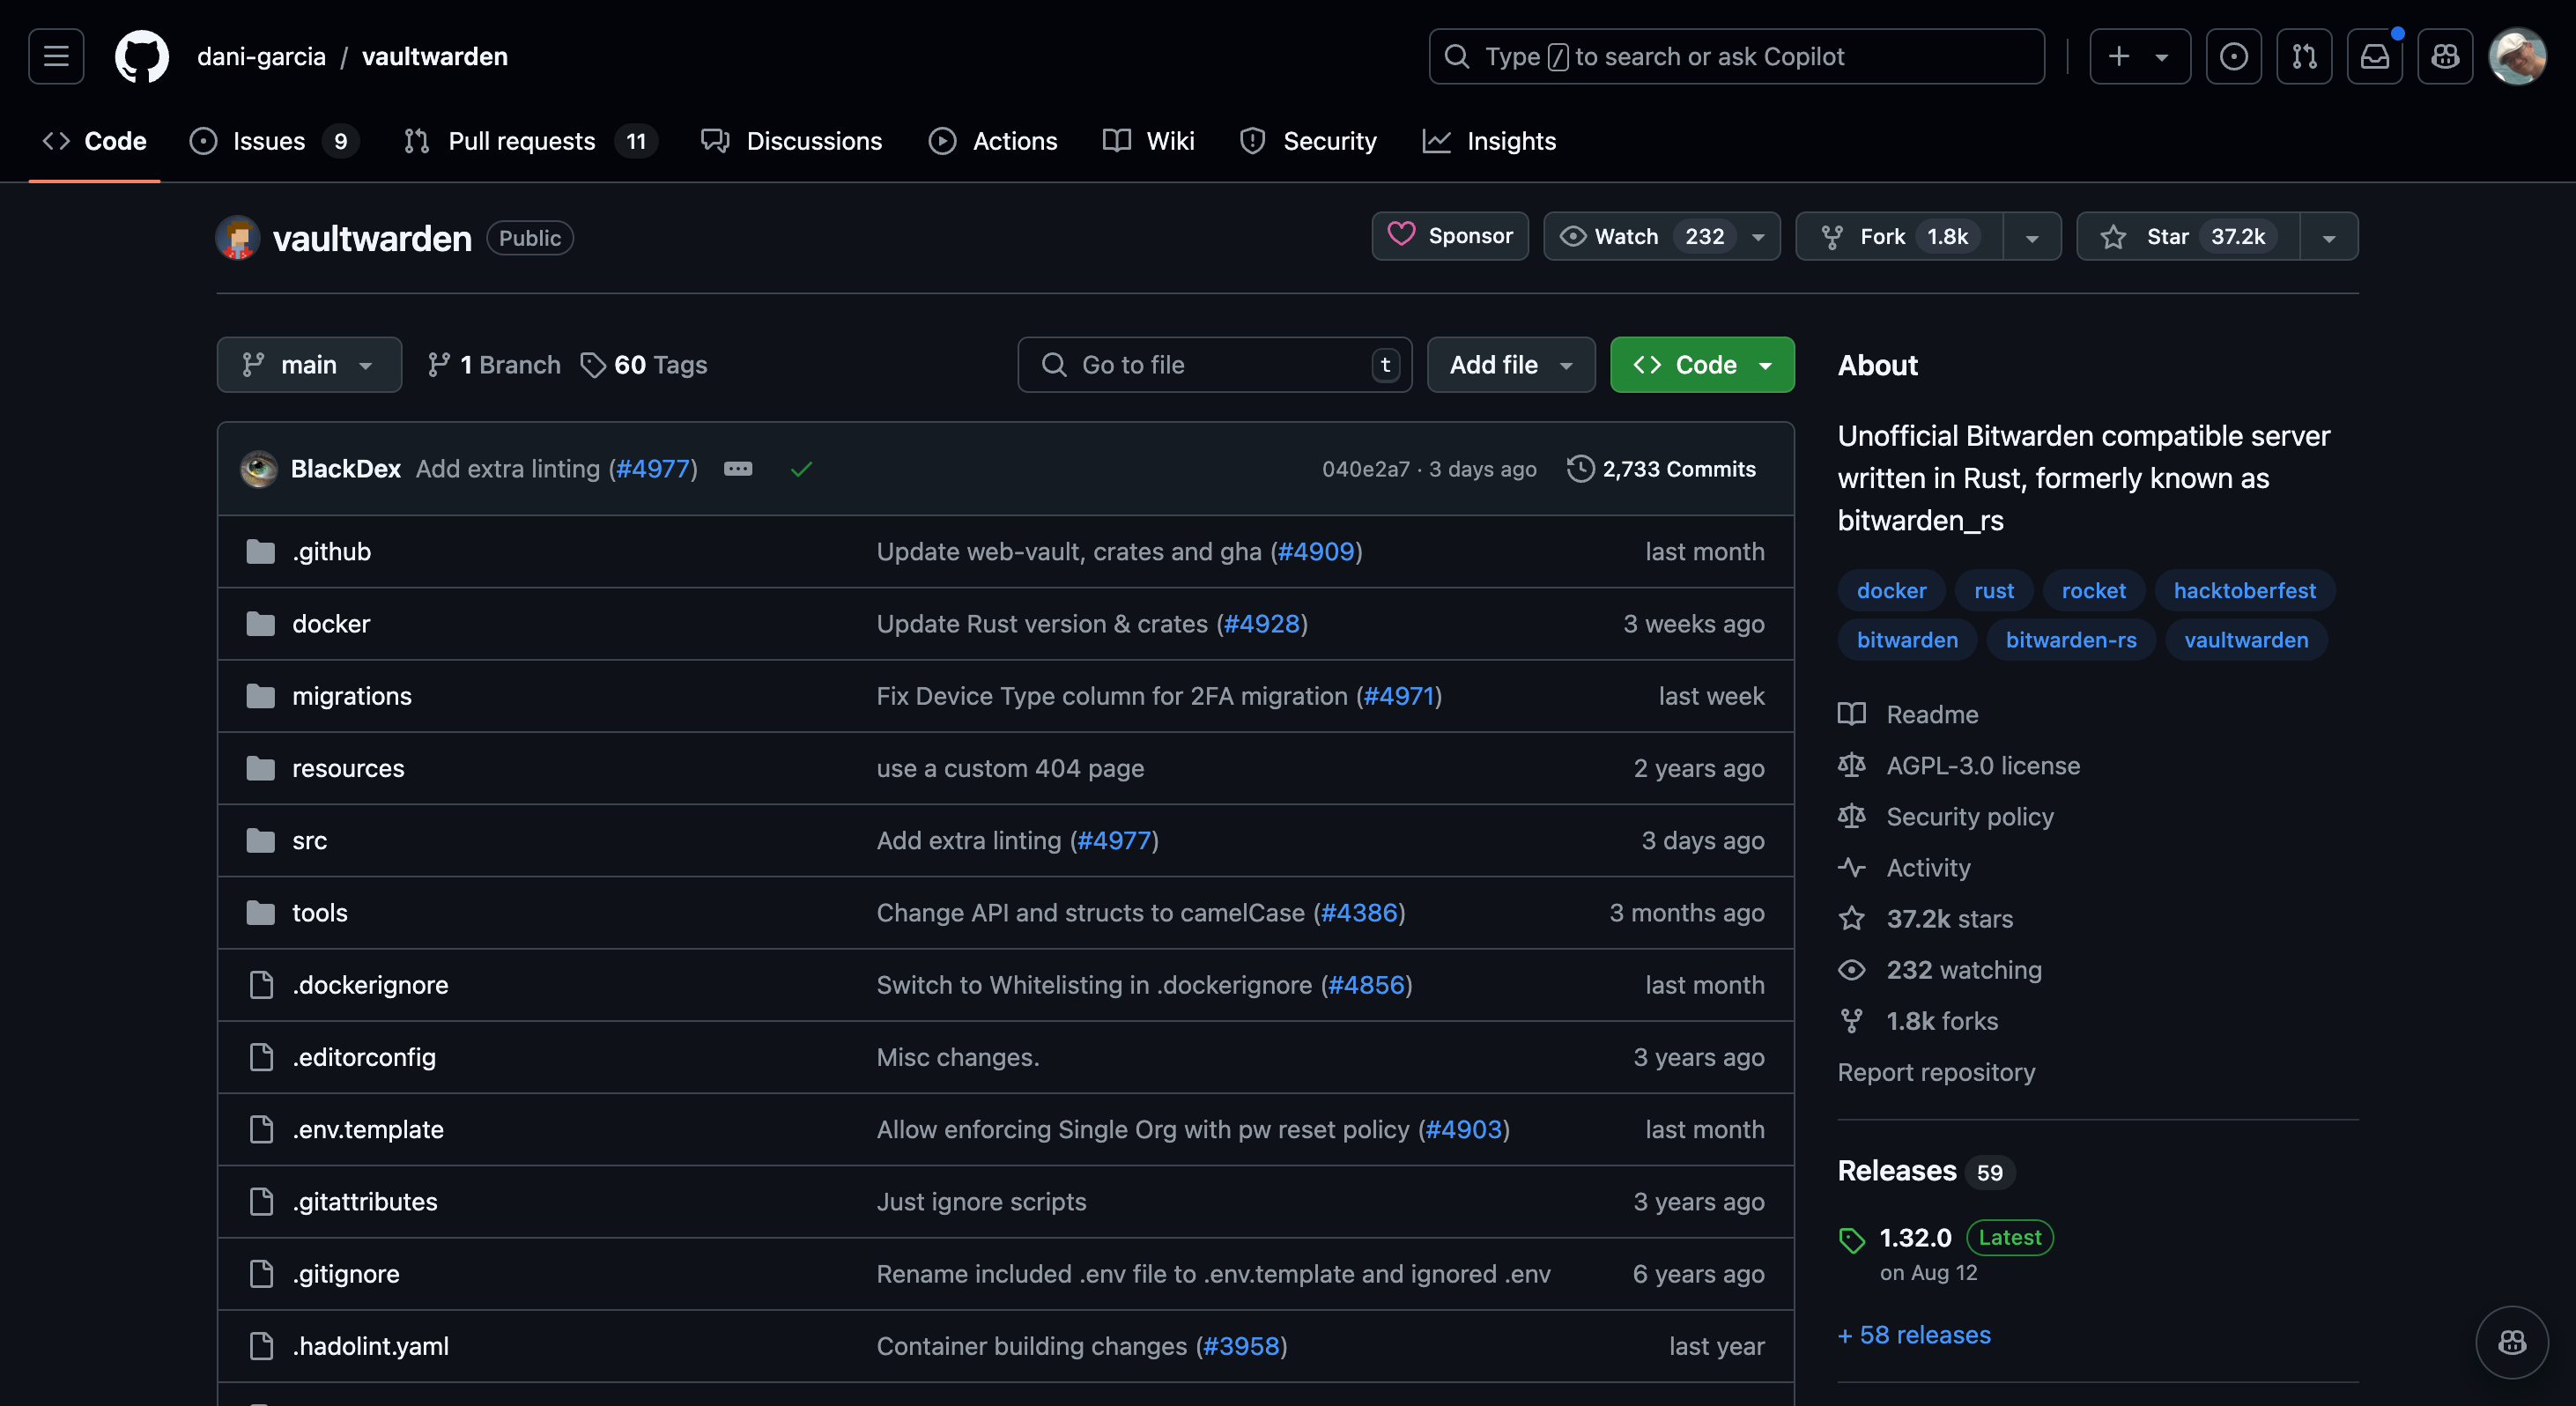 dani-garcia / vaultwarden
Type / to search or ask Copilot
Code
Issues 9
Pull requests 11
Discussions
Actions
Wiki
Security
Insights
vaultwarden Public
Sponsor
Watch 232
Fork 1.8k
Star 37.2k
main
1 Branch
60 Tags
Go to file t
Add file
Code
BlackDex Add extra linting (#4977) 040e2a7 · 3 days ago 2,733 Commits
.github Update web-vault, crates and gha (#4909) last month
docker Update Rust version & crates (#4928) 3 weeks ago
migrations Fix Device Type column for 2FA migration (#4971) last week
resources use a custom 404 page 2 years ago
src Add extra linting (#4977) 3 days ago
tools Change API and structs to camelCase (#4386) 3 months ago
.dockerignore Switch to Whitelisting in .dockerignore (#4856) last month
.editorconfig Misc changes. 3 years ago
.env.template Allow enforcing Single Org with pw reset policy (#4903) last month
.gitattributes Just ignore scripts 3 years ago
.gitignore Rename included .env file to .env.template and ignored .env 6 years ago
.hadolint.yaml Container building changes (#3958) last year
About
Unofficial Bitwarden compatible server
written in Rust, formerly known as
bitwarden_rs
docker rust rocket hacktoberfest
bitwarden bitwarden-rs vaultwarden
Readme
AGPL-3.0 license
Security policy
Activity
37.2k stars
232 watching
1.8k forks
Report repository
Releases 59
1.32.0 Latest
on Aug 12
+ 58 releases